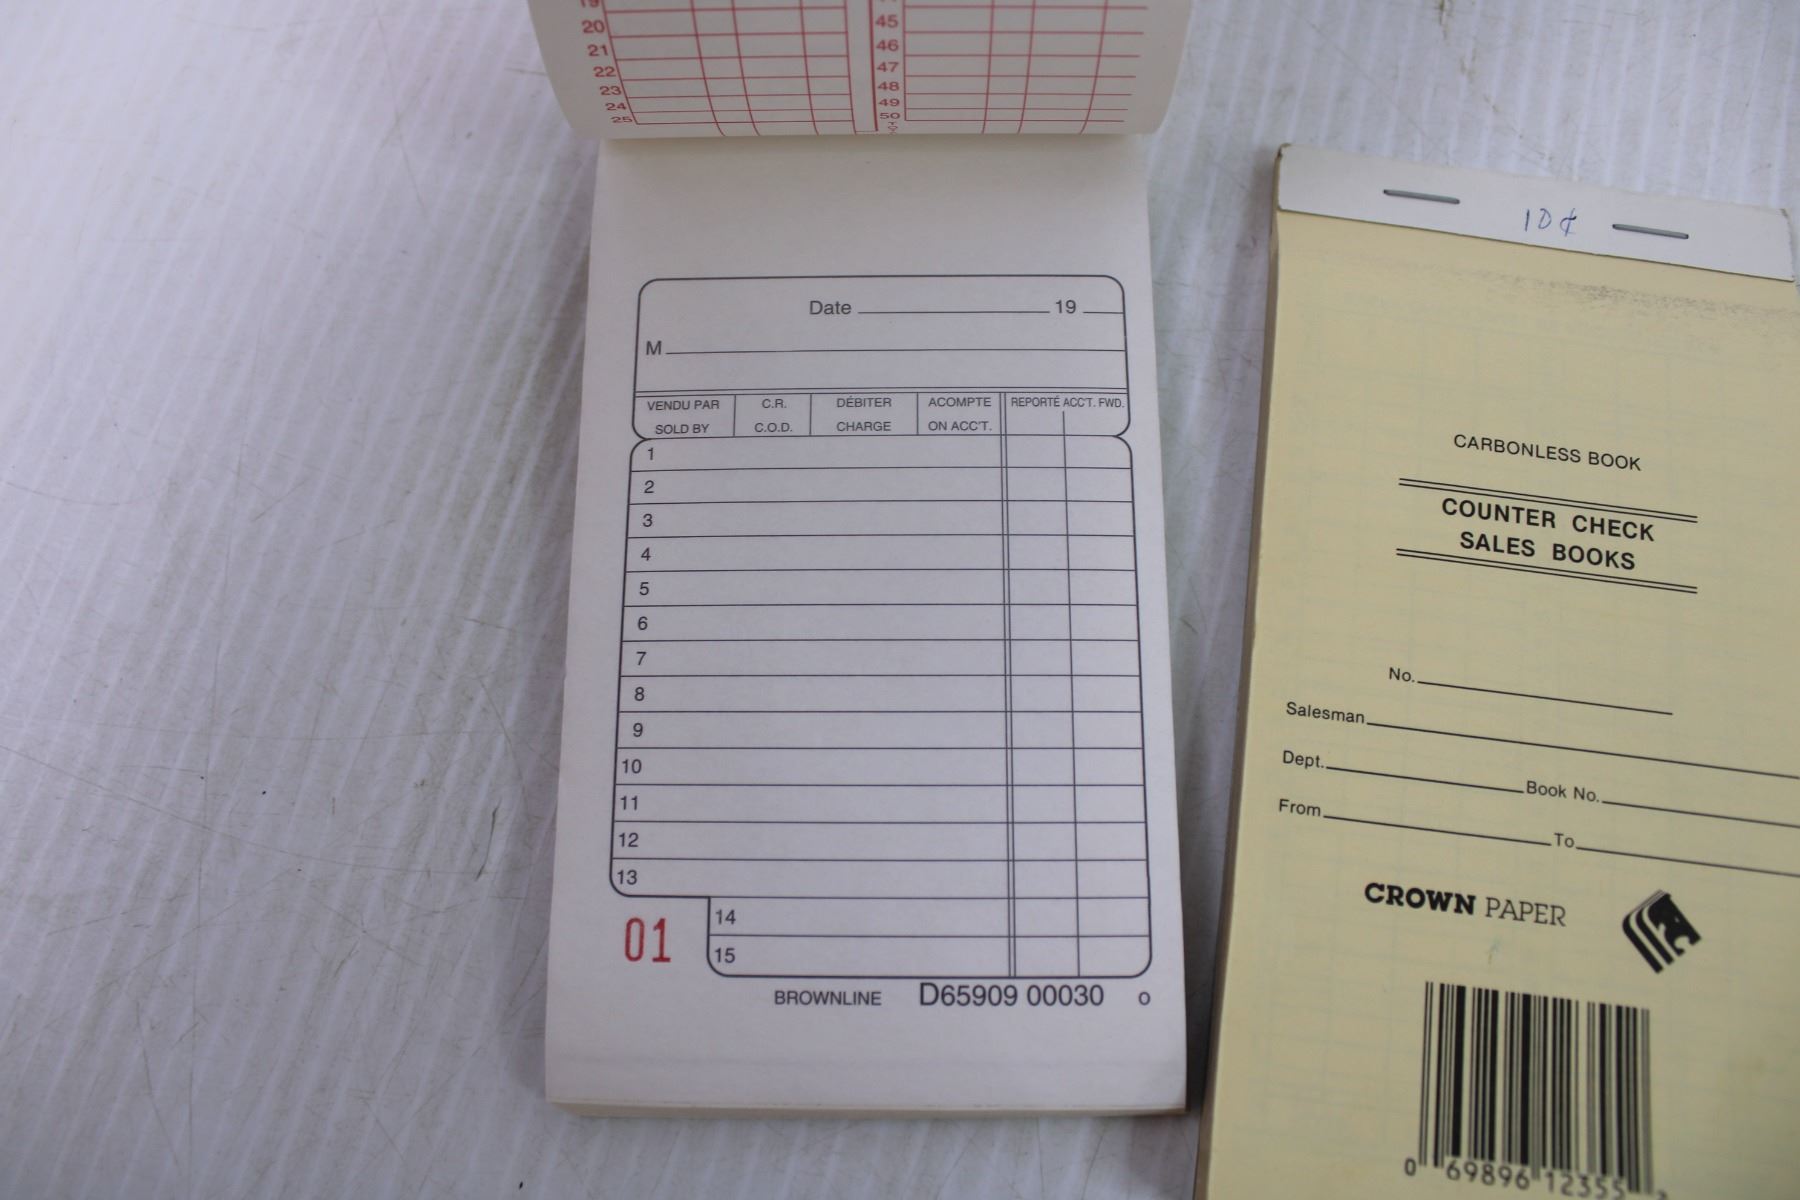 19
20
21
22
23
24
25
45
46
47
48
49
50
Date 19
M
VENDU PAR C.R. DÉBITER ACOMPTE REPORTÉ ACC'T. FWD.
SOLD BY C.O.D. CHARGE ON ACC'T.
1
2
3
4
5
6
7
8
9
10
11
12
13
14
15
01
BROWNLINE D65909 00030 o
10¢
CARBONLESS BOOK
COUNTER CHECK
SALES BOOKS
No.
Salesman
Dept. Book No.
From To
CROWN PAPER
0 69896 12355